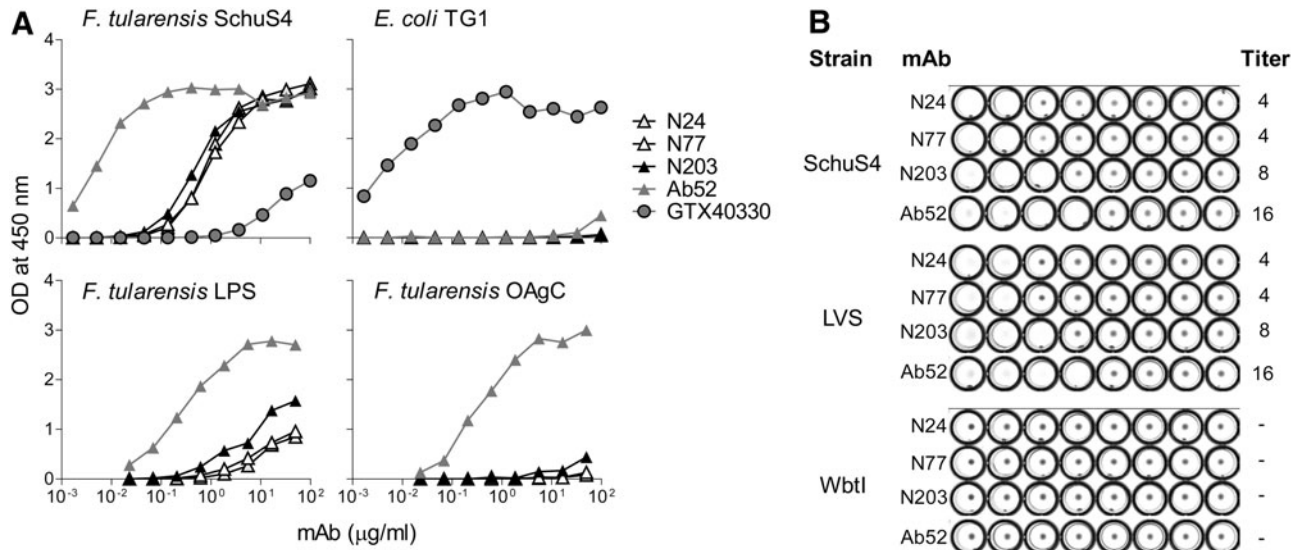 A
F. tularensis SchuS4
E. coli TG1
3
2
1
0
N24
N77
N203
Ab52
GTX40330
OD at 450 nm
F. tularensis LPS
F. tularensis OAgC
3
2
1
0
10-3 10-1 100 101 102
10-3 10-1 100 101 102
mAb (µg/ml)
B
Strain mAb Titer
N24 4
N77 4
SchuS4
N203 8
Ab52 16
N24 4
N77 4
LVS
N203 8
Ab52 16
N24 -
N77 -
WbtI
N203 -
Ab52 -